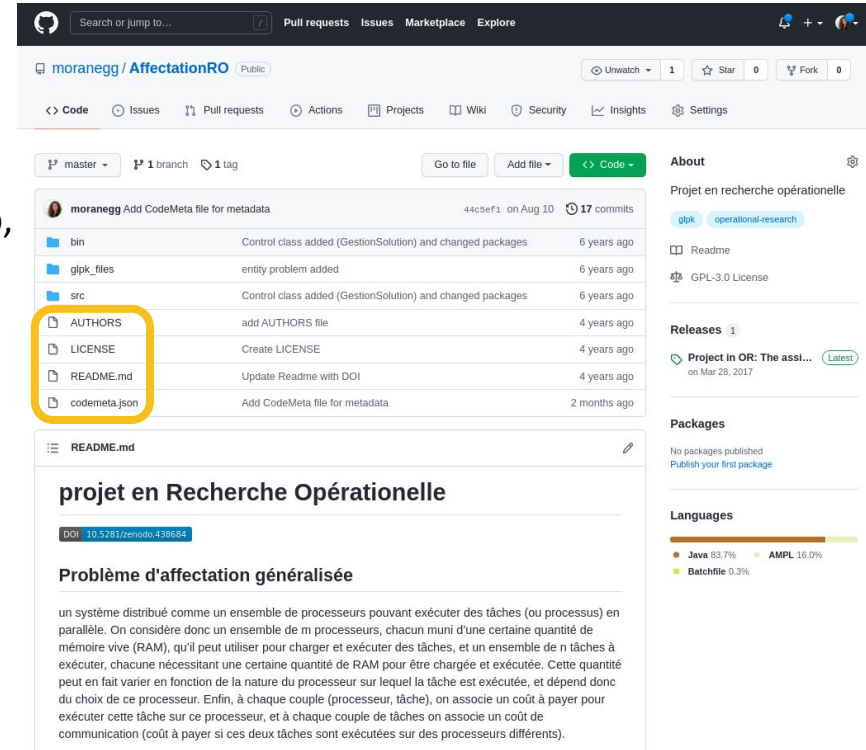 Search or jump to… /
Pull requests Issues Marketplace Explore
moranegg / AffectationRO Public
Unwatch 1 Star 0 Fork 0
Code Issues Pull requests Actions Projects Wiki Security Insights Settings
master 1 branch 1 tag
Go to file Add file Code
moranegg Add CodeMeta file for metadata 44c5ef1 on Aug 10 17 commits
),
bin Control class added (GestionSolution) and changed packages 6 years ago
glpk_files entity problem added 6 years ago
src Control class added (GestionSolution) and changed packages 6 years ago
AUTHORS add AUTHORS file 4 years ago
LICENSE Create LICENSE 4 years ago
README.md Update Readme with DOI 4 years ago
codemeta.json Add CodeMeta file for metadata 2 months ago
README.md
projet en Recherche Opérationelle
DOI 10.5281/zenodo.438684
Problème d'affectation généralisée
un système distribué comme un ensemble de processeurs pouvant exécuter des tâches (ou processus) en
parallèle. On considère donc un ensemble de m processeurs, chacun muni d'une certaine quantité de
mémoire vive (RAM), qu'il peut utiliser pour charger et exécuter des tâches, et un ensemble de n tâches à
exécuter, chacune nécessitant une certaine quantité de RAM pour être chargée et exécutée. Cette quantité
peut en fait varier en fonction de la nature du processeur sur lequel la tâche est exécutée, et dépend donc
du choix de ce processeur. Enfin, à chaque couple (processeur, tâche), on associe un coût à payer pour
exécuter cette tâche sur ce processeur, et à chaque couple de tâches on associe un coût de
communication (coût à payer si ces deux tâches sont exécutées sur des processeurs différents).
About
Projet en recherche opérationelle
glpk operational-research
Readme
GPL-3.0 License
Releases 1
Project in OR: The assi… Latest
on Mar 28, 2017
Packages
No packages published
Publish your first package
Languages
Java 83.7% AMPL 16.0%
Batchfile 0.3%